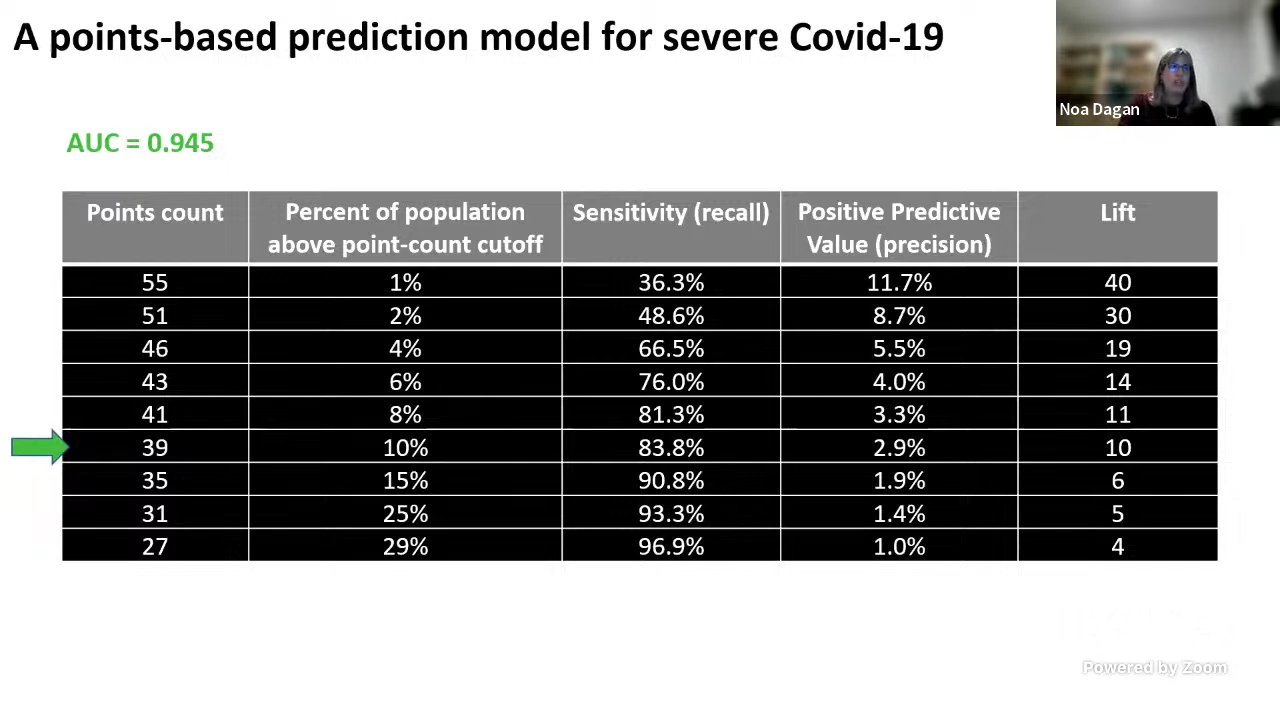 A points-based prediction model for severe Covid-19
Noa Dagan
AUC = 0.945
Points count Percent of population above point-count cutoff Sensitivity (recall) Positive Predictive Value (precision) Lift
55 1% 36.3% 11.7% 40
51 2% 48.6% 8.7% 30
46 4% 66.5% 5.5% 19
43 6% 76.0% 4.0% 14
41 8% 81.3% 3.3% 11
39 10% 83.8% 2.9% 10
35 15% 90.8% 1.9% 6
31 25% 93.3% 1.4% 5
27 29% 96.9% 1.0% 4
Powered by Zoom